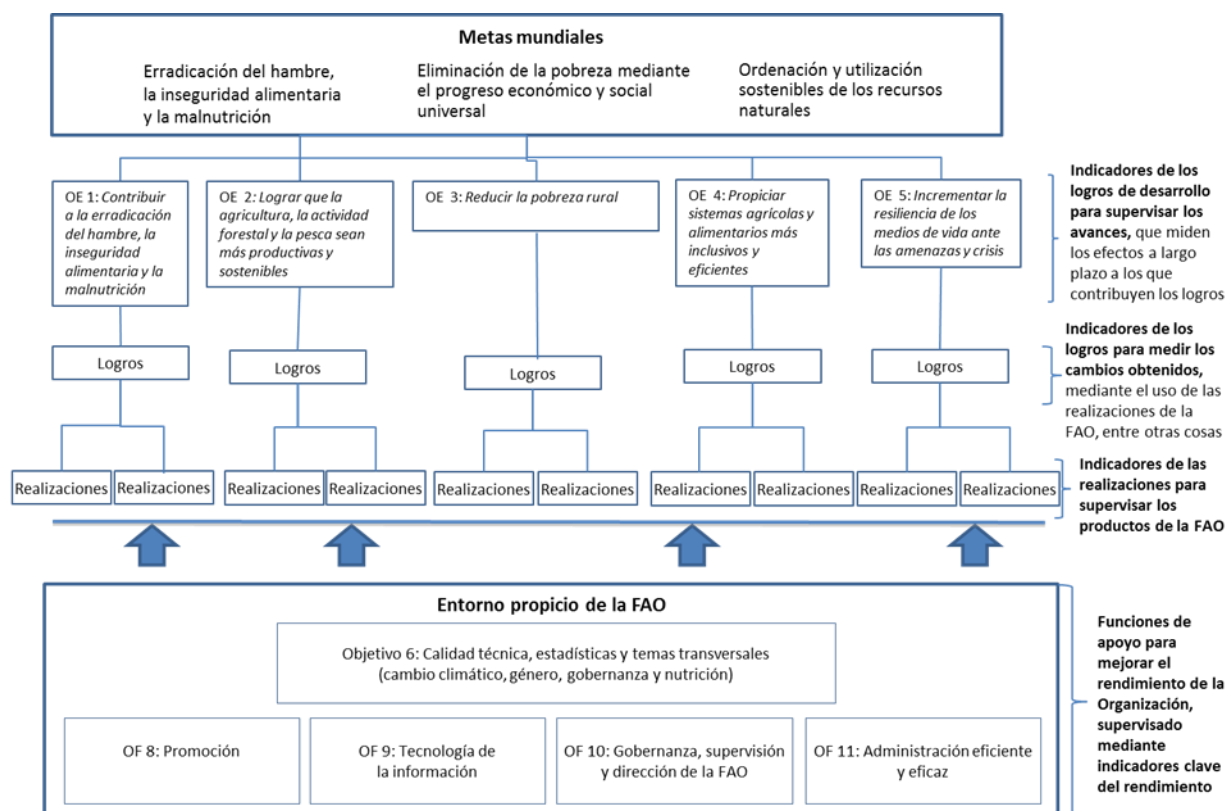 Metas mundiales
Erradicación del hambre,
la inseguridad alimentaria
y la malnutrición
Eliminación de la pobreza mediante
el progreso económico y social
universal
Ordenación y utilización
sostenibles de los recursos
naturales
OE 1: Contribuir
a la erradicación
del hambre, la
inseguridad
alimentaria y la
malnutrición
OE 2: Lograr que la
agricultura, la actividad
forestal y la pesca sean
más productivas y
sostenibles
OE 3: Reducir la pobreza rural
OE 4: Propiciar
sistemas agrícolas y
alimentarios más
inclusivos y
eficientes
OE 5: Incrementar la
resiliencia de los
medios de vida ante
las amenazas y crisis
Indicadores de los
logros de desarrollo
para supervisar los
avances, que miden
los efectos a largo
plazo a los que
contribuyen los logros
Logros
Logros
Logros
Logros
Logros
Indicadores de los
logros para medir los
cambios obtenidos,
mediante el uso de las
realizaciones de la
FAO, entre otras cosas
Realizaciones
Realizaciones
Realizaciones
Realizaciones
Realizaciones
Realizaciones
Realizaciones
Realizaciones
Realizaciones
Realizaciones
Indicadores de las
realizaciones para
supervisar los
productos de la FAO
Entorno propicio de la FAO
Objetivo 6: Calidad técnica, estadísticas y temas transversales
(cambio climático, género, gobernanza y nutrición)
OF 8: Promoción
OF 9: Tecnología de
la información
OF 10: Gobernanza, supervisión
y dirección de la FAO
OF 11: Administración eficiente
y eficaz
Funciones de
apoyo para
mejorar el
rendimiento de la
Organización,
supervisado
mediante
indicadores clave
del rendimiento